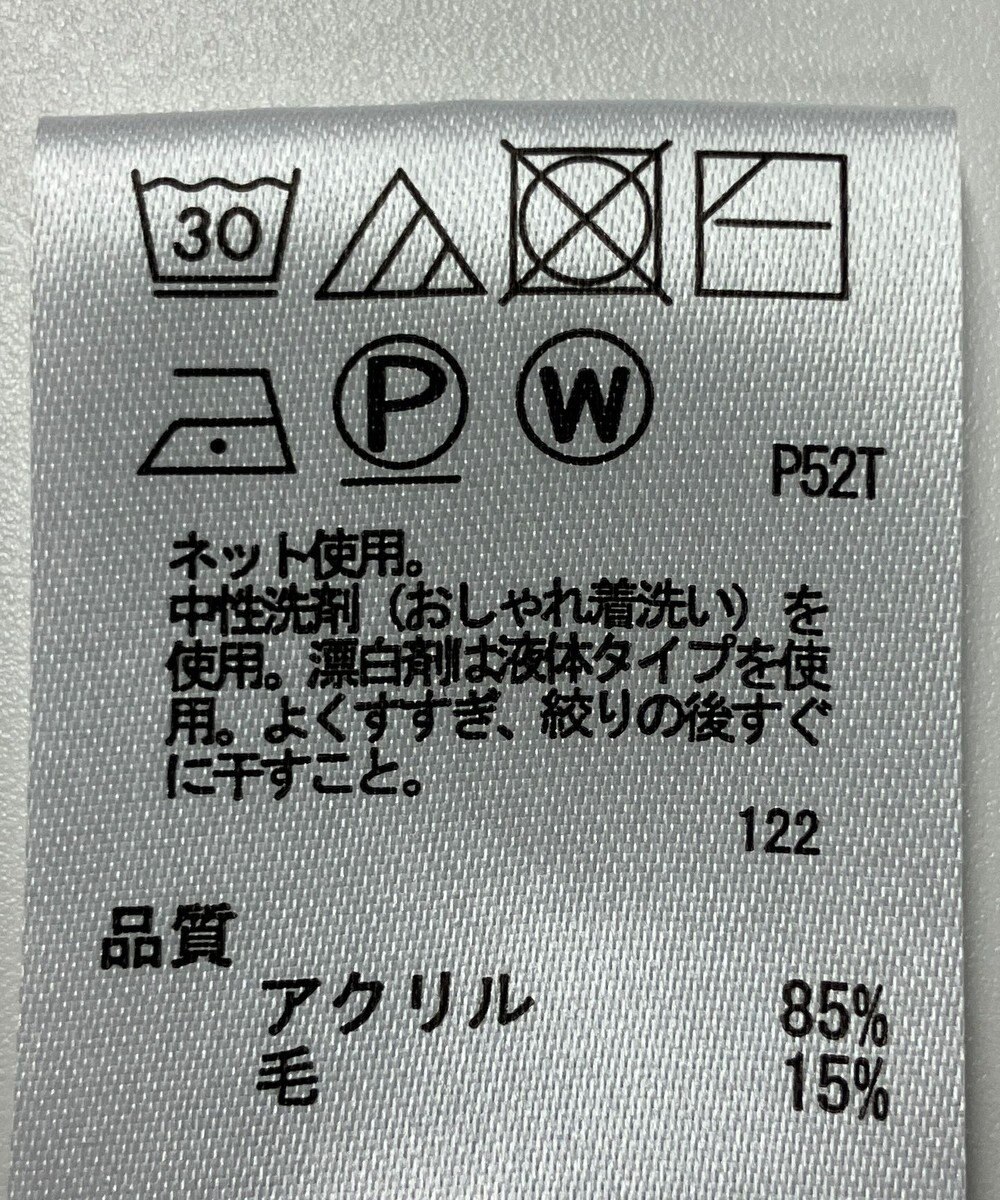 30
P W
P52T
ネット使用。
中性洗剤（おしゃれ着洗い）を
使用。漂白剤は液体タイプを使
用。よくすすぎ、絞りの後すぐ
に干すこと。
122
品質
アクリル 85%
毛 15%